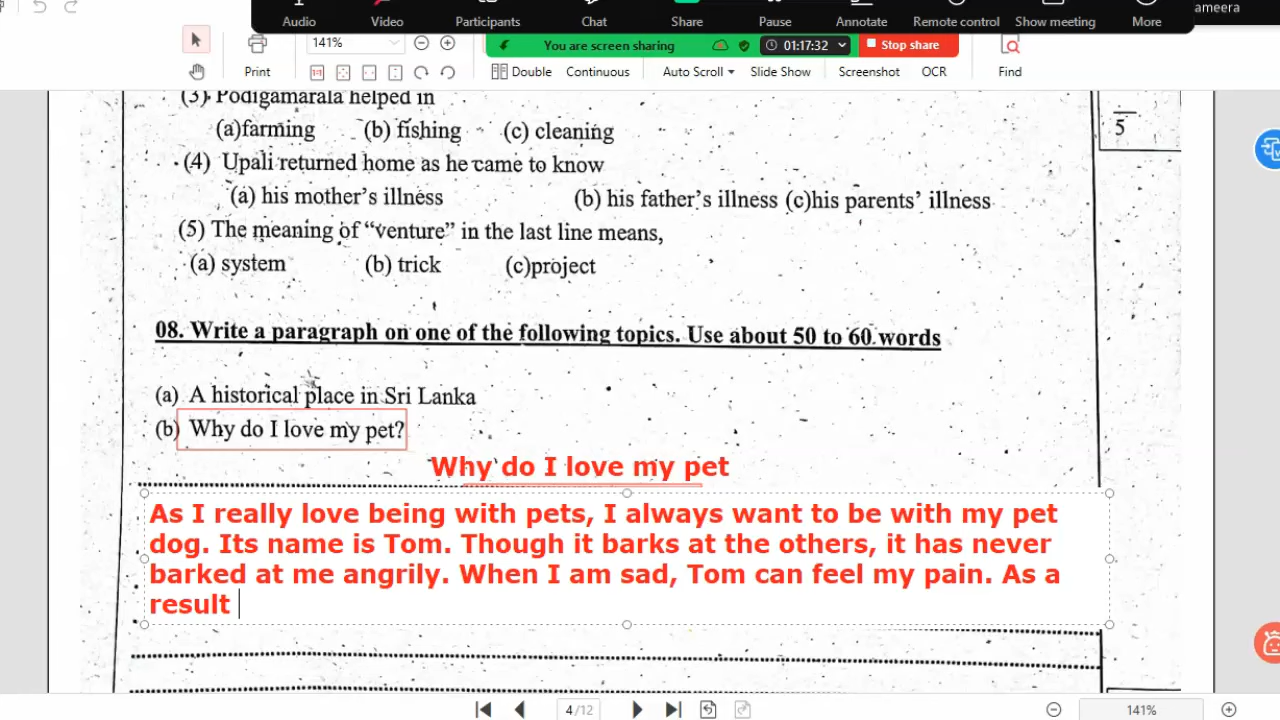 ameera
Audio Video Participants Chat Share Pause Annotate Remote control Show meeting More
141% You are screen sharing 01:17:32 Stop share
Print Double Continuous Auto Scroll Slide Show Screenshot OCR Find
(3). Podigamarala helped in
(a)farming (b) fishing (c) cleaning
5
(4) Upali returned home as he came to know
(a) his mother's illness (b) his father's illness (c)his parents' illness
(5) The meaning of "venture" in the last line means,
(a) system (b) trick (c)project
08. Write a paragraph on one of the following topics. Use about 50 to 60 words
(a) A historical place in Sri Lanka
(b) Why do I love my pet?
Why do I love my pet
As I really love being with pets, I always want to be with my pet
dog. Its name is Tom. Though it barks at the others, it has never
barked at me angrily. When I am sad, Tom can feel my pain. As a
result
4/12 141%